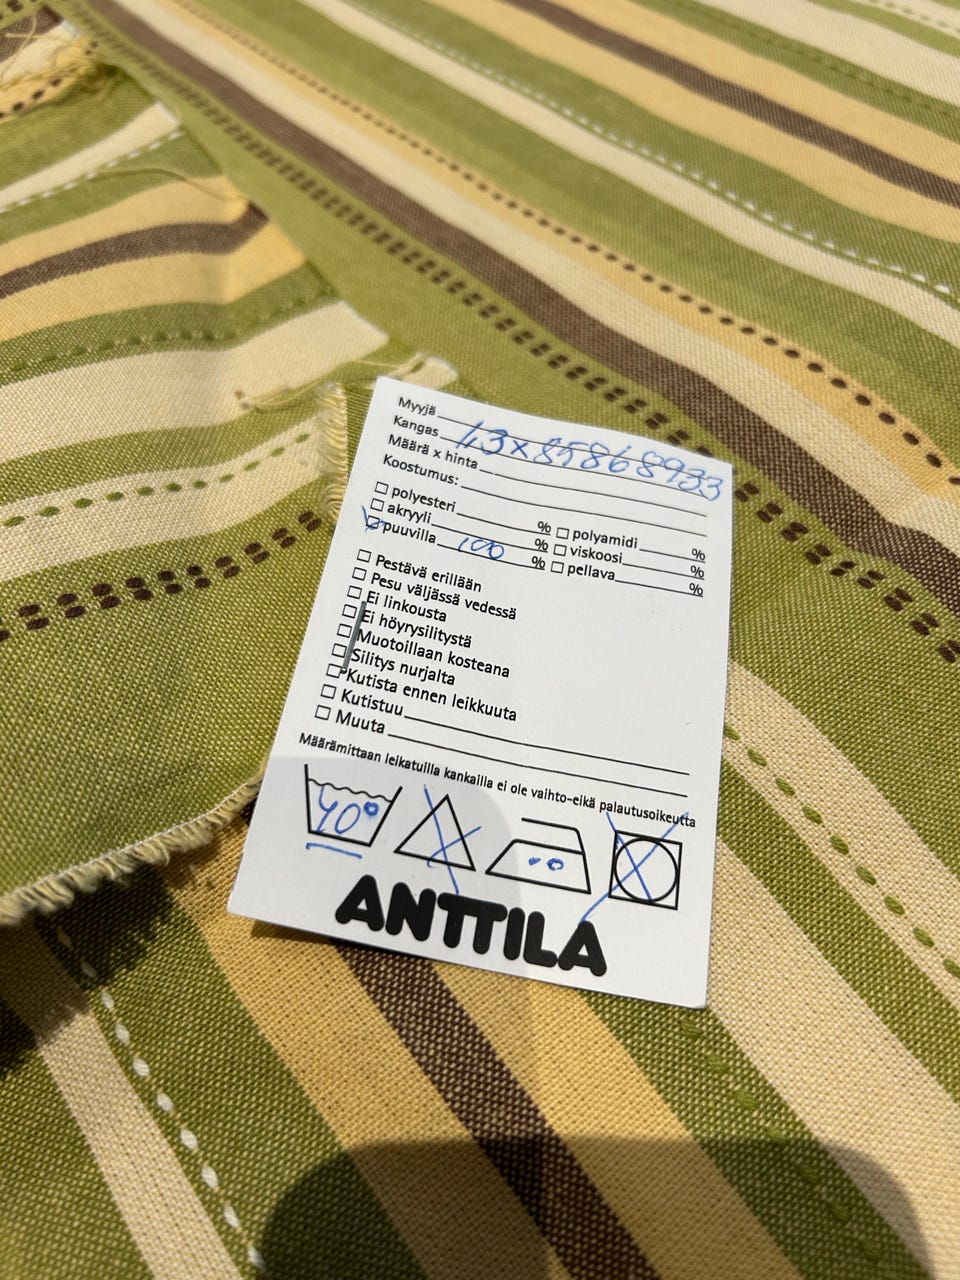 Myyjä
Kangas 13x85868933
Määrä x hinta
Koostumus:
polyesteri % polyamidi %
akryyli % viskoosi %
puuvilla 100 % pellava %
Pestävä erillään
Pesu väljässä vedessä
Ei linkousta
Ei höyrysilitystä
Muotoillaan kosteana
Silitys nurjalta
Kutista ennen leikkuuta
Kutistuu
Muuta
Määrämittaan leikatuilla kankailla ei ole vaihto-eikä palautusoikeutta
40°
ANTTILA